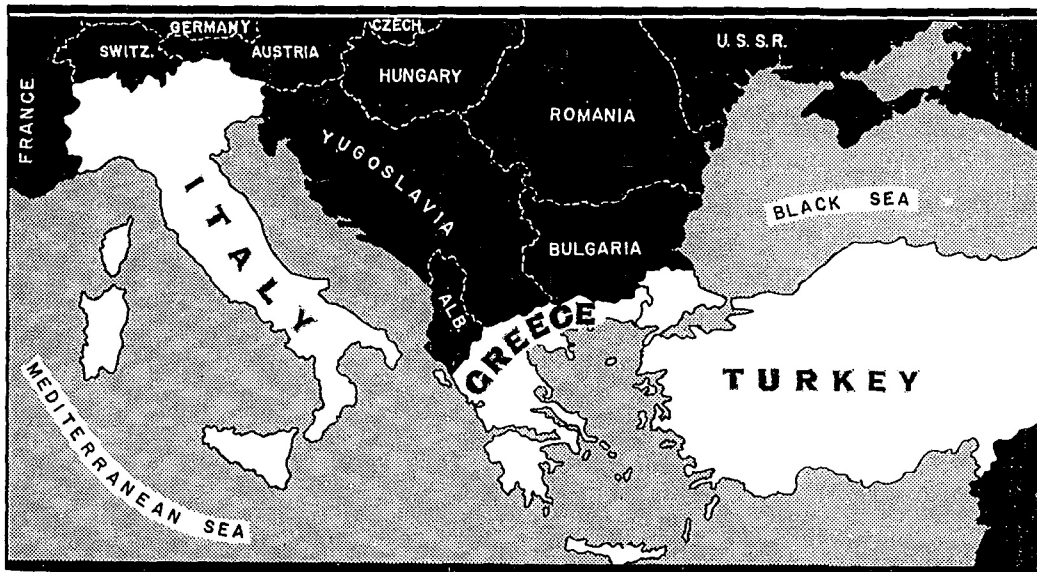 GERMANY
CZECH.
SWITZ.
AUSTRIA
U.S.S.R.
HUNGARY
FRANCE
ROMANIA
YUGOSLAVIA
ITALY
BLACK SEA
BULGARIA
ALB.
GREECE
TURKEY
MEDITERRANEAN SEA